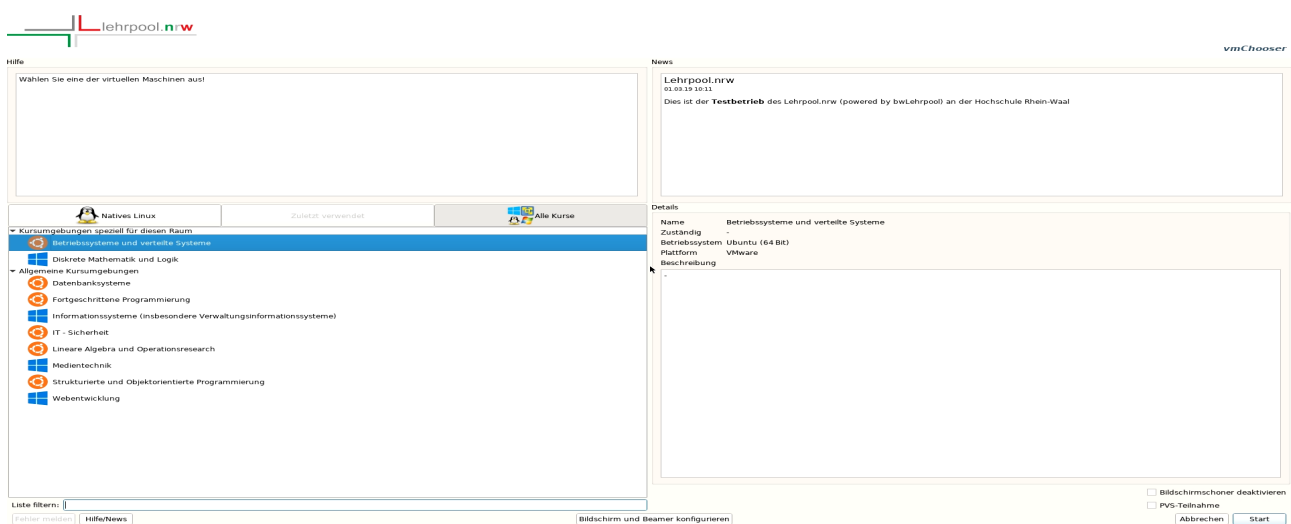 lehrpool.nrw
vmChooser
Hilfe
Wählen Sie eine der virtuellen Maschinen aus!
News
Lehrpool.nrw
01.03.19 10:11
Dies ist der Testbetrieb des Lehrpool.nrw (powered by bwLehrpool) an der Hochschule Rhein-Waal
Natives Linux
Zuletzt verwendet
Alle Kurse
Kursumgebungen speziell für diesen Raum
Betriebssysteme und verteilte Systeme
Diskrete Mathematik und Logik
Allgemeine Kursumgebungen
Datenbanksysteme
Fortgeschrittene Programmierung
Informationssysteme (insbesondere Verwaltungsinformationssysteme)
IT - Sicherheit
Lineare Algebra und Operationsresearch
Medientechnik
Strukturierte und Objektorientierte Programmierung
Webentwicklung
Liste filtern:
Details
Name Betriebssysteme und verteilte Systeme
Zuständig -
Betriebssystem Ubuntu (64 Bit)
Plattform VMware
Beschreibung
-
Bildschirmschoner deaktivieren
PVS-Teilnahme
Fehler melden Hilfe/News Bildschirm und Beamer konfigurieren Abbrechen Start